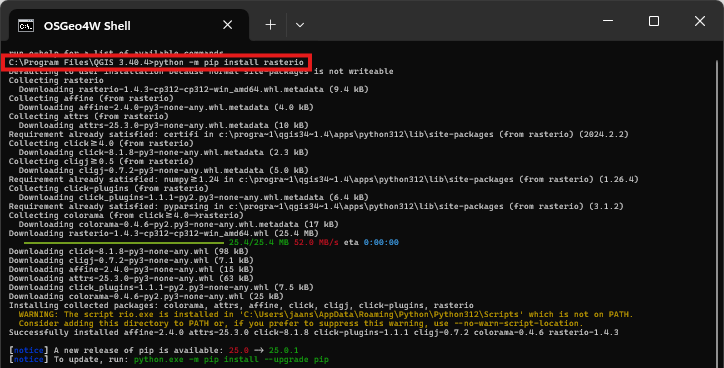 OSGeo4W Shell
run o-help for a list of available commands
C:\Program Files\QGIS 3.40.4>python -m pip install rasterio
Defaulting to user installation because normal site-packages is not writeable
Collecting rasterio
Downloading rasterio-1.4.3-cp312-cp312-win_amd64.whl.metadata (9.4 kB)
Collecting affine (from rasterio)
Downloading affine-2.4.0-py3-none-any.whl.metadata (4.0 kB)
Collecting attrs (from rasterio)
Downloading attrs-25.3.0-py3-none-any.whl.metadata (10 kB)
Requirement already satisfied: certifi in c:\progra~1\qgis34~1.4\apps\python312\lib\site-packages (from rasterio) (2024.2.2)
Collecting click>=4.0 (from rasterio)
Downloading click-8.1.8-py3-none-any.whl.metadata (2.3 kB)
Collecting cligj>=0.5 (from rasterio)
Downloading cligj-0.7.2-py3-none-any.whl.metadata (5.0 kB)
Requirement already satisfied: numpy>=1.24 in c:\progra~1\qgis34~1.4\apps\python312\lib\site-packages (from rasterio) (1.26.4)
Collecting click-plugins (from rasterio)
Downloading click_plugins-1.1.1-py2.py3-none-any.whl.metadata (6.4 kB)
Requirement already satisfied: pyparsing in c:\progra~1\qgis34~1.4\apps\python312\lib\site-packages (from rasterio) (3.1.2)
Collecting colorama (from click>=4.0->rasterio)
Downloading colorama-0.4.6-py2.py3-none-any.whl.metadata (17 kB)
Downloading rasterio-1.4.3-cp312-cp312-win_amd64.whl (25.4 MB)
25.4/25.4 MB 52.0 MB/s eta 0:00:00
Downloading click-8.1.8-py3-none-any.whl (98 kB)
Downloading cligj-0.7.2-py3-none-any.whl (7.1 kB)
Downloading affine-2.4.0-py3-none-any.whl (15 kB)
Downloading attrs-25.3.0-py3-none-any.whl (63 kB)
Downloading click_plugins-1.1.1-py2.py3-none-any.whl (7.5 kB)
Downloading colorama-0.4.6-py2.py3-none-any.whl (25 kB)
Installing collected packages: colorama, attrs, affine, click, cligj, click-plugins, rasterio
WARNING: The script rio.exe is installed in 'C:\Users\jaans\AppData\Roaming\Python\Python312\Scripts' which is not on PATH.
Consider adding this directory to PATH or, if you prefer to suppress this warning, use --no-warn-script-location.
Successfully installed affine-2.4.0 attrs-25.3.0 click-8.1.8 click-plugins-1.1.1 cligj-0.7.2 colorama-0.4.6 rasterio-1.4.3
[notice] A new release of pip is available: 25.0 -> 25.0.1
[notice] To update, run: python.exe -m pip install --upgrade pip